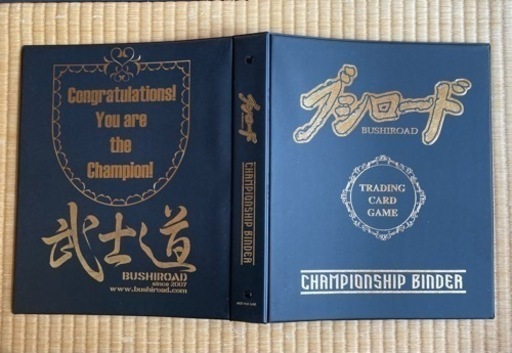 Congratulations!
You are
the
Champion!
武士道
BUSHIROAD
since 2007
www.bushiroad.com
ブシロード
CHAMPIONSHIP BINDER
ブシロード
BUSHIROAD
TRADING
CARD
GAME
CHAMPIONSHIP BINDER